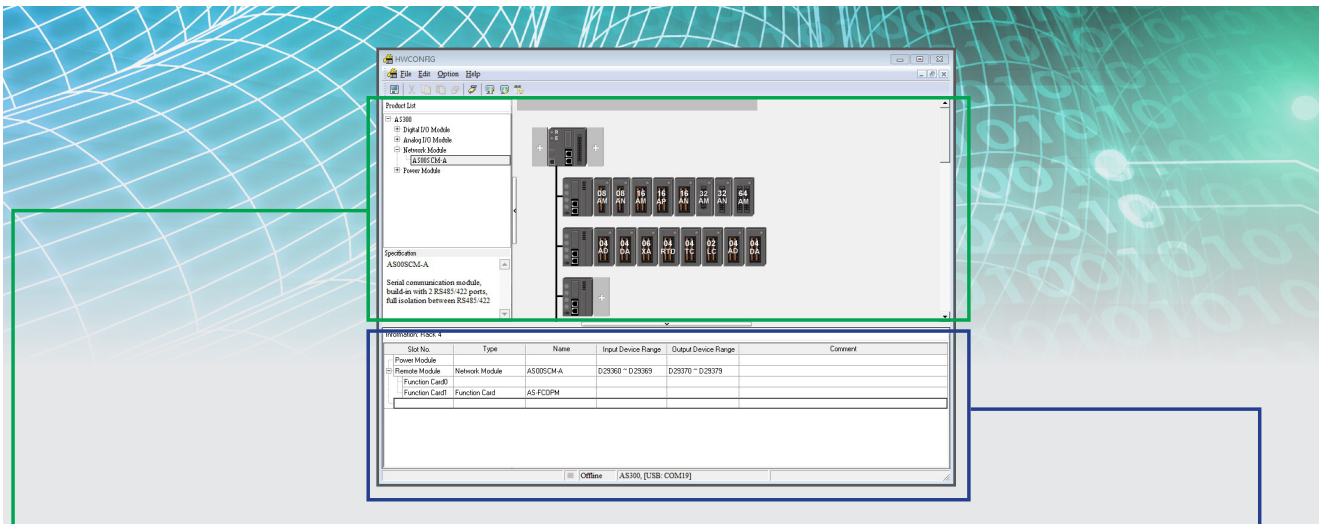 HWCONFIG
File Edit Option Help
Product List
AS300
Digital I/O Module
Analog I/O Module
Network Module
AS00SCM-A
Power Module
08 AM 08 AN 16 AM 16 AP 16 AN 32 AM 32 AN 64 AM
04 AD 04 DA 06 XA 04 RTD 04 TC 02 LC 04 AD 04 DA
Specification
AS00SCM-A
Serial communication module,
build-in with 2 RS485/422 ports,
full isolation between RS485/422
Information: Rack 4
Slot No. Type Name Input Device Range Output Device Range Comment
Power Module
Remote Module Network Module AS00SCM-A D29360 ~ D29369 D29370 ~ D29379
Function Card0
Function Card1 Function Card AS-FCOPM
Offline AS300, [USB: COM19]